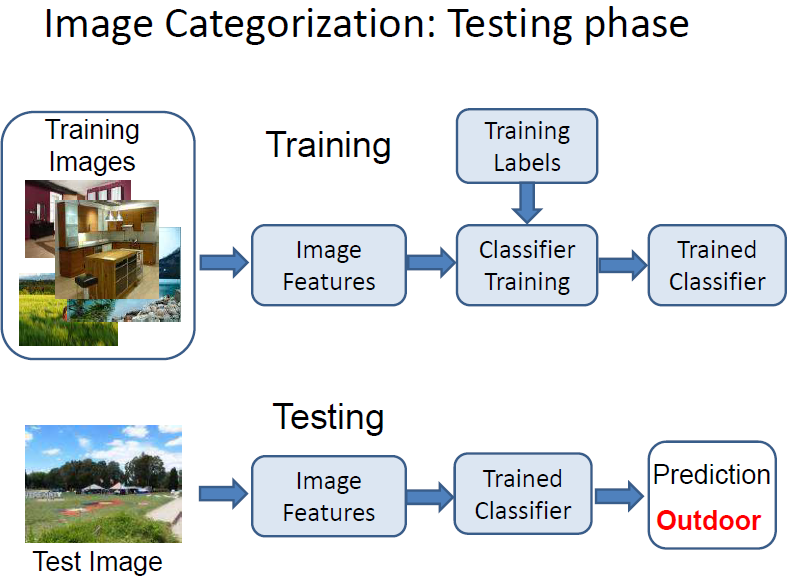 Image Categorization: Testing phase
Training
Images
Training
Training
Labels
Image
Features
Classifier
Training
Trained
Classifier
Testing
Test Image
Image
Features
Trained
Classifier
Prediction
Outdoor